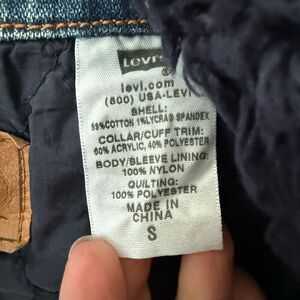 Levi's
levi.com
(800) USA-LEVI
SHELL:
99%COTTON 1%LYCRA® SPANDEX
COLLAR/CUFF TRIM:
60% ACRYLIC, 40% POLYESTER
BODY/SLEEVE LINING:
100% NYLON
QUILTING:
100% POLYESTER
MADE IN
CHINA
S